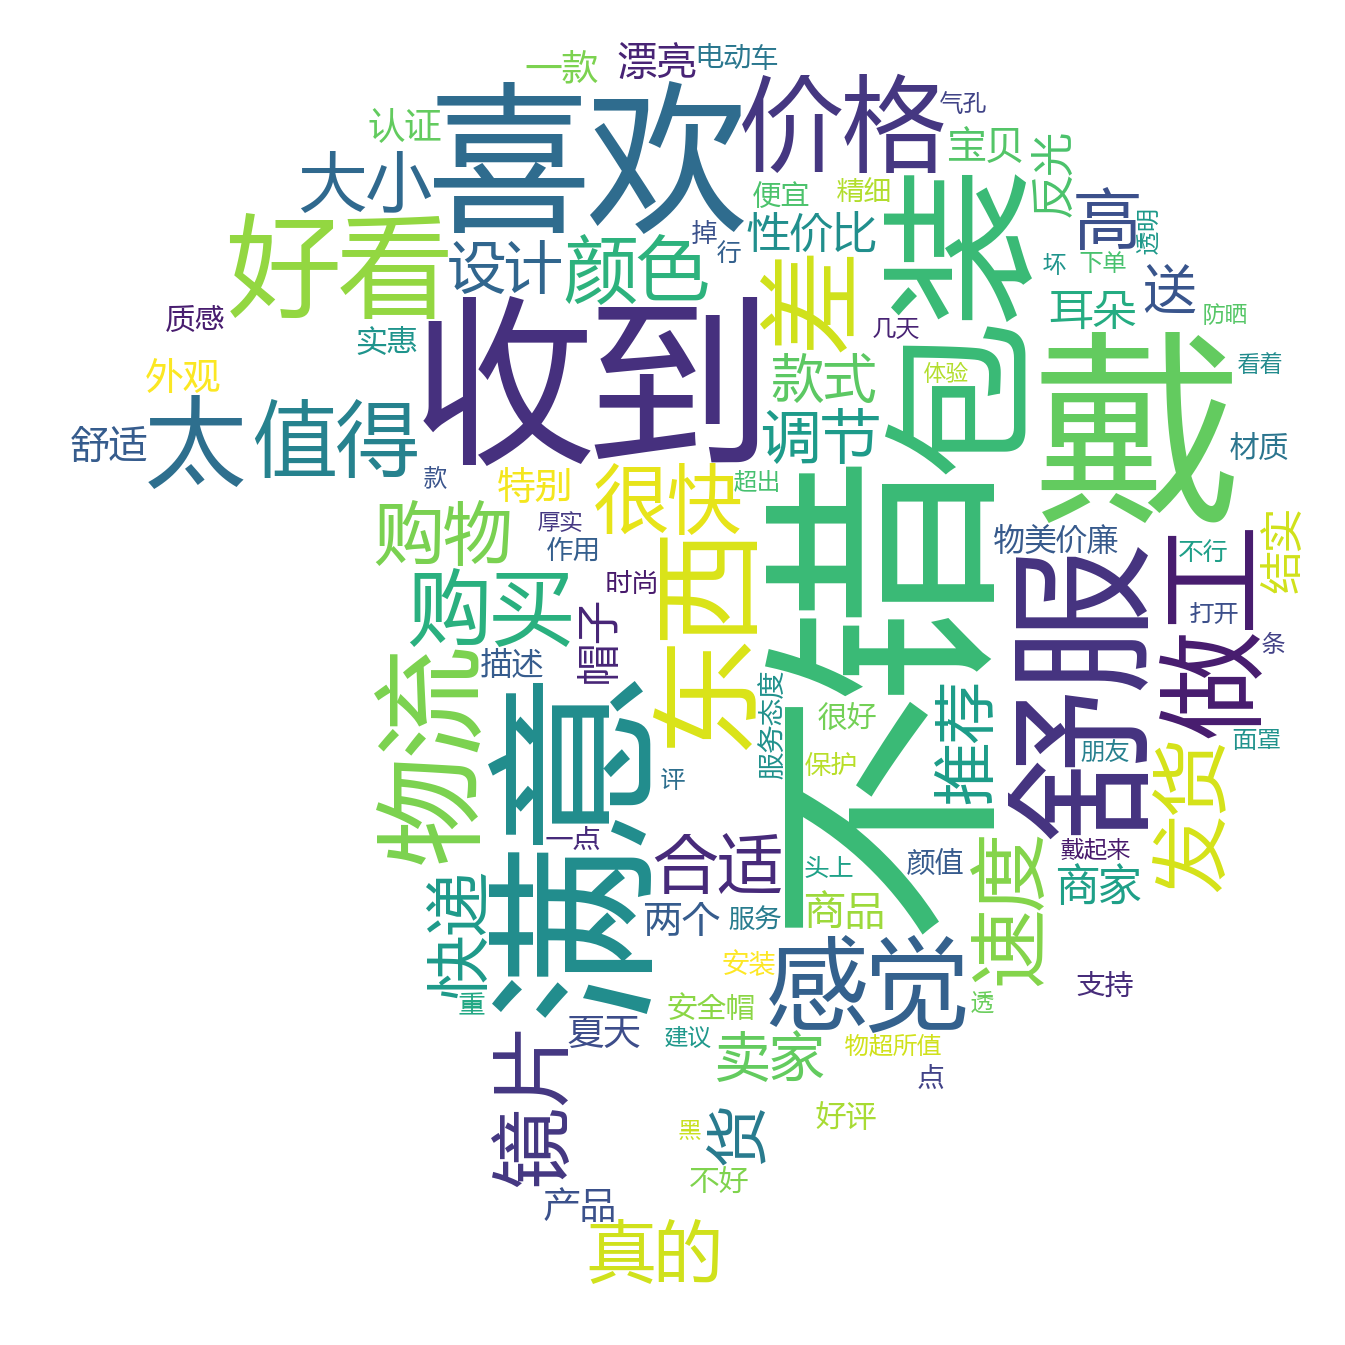 一款
漂亮
电动车
喜欢
价格
气孔
认证
大小
宝贝
反光
便宜
精细
包装
高
透明
好看
设计
颜色
掉
行
性价比
差
坏
下单
送
耳朵
防晒
质感
实惠
收到
几天
款式
体验
戴
看着
外观
舒适
太
值得
调节
材质
款
特别
很快
超出
不错
购物
厚实
作用
东西
物美价廉
舒服
做工
不行
结实
打开
条
购买
时尚
帽子
描述
物流
满意
评
服务态度
很好
保护
推荐
朋友
面罩
发货
一点
合适
头上
颜值
戴起来
商家
速度
快递
两个
服务
商品
感觉
安装
支持
重
夏天
安全帽
建议
卖家
物超所值
透
点
镜片
货
黑
好评
不好
产品
真的